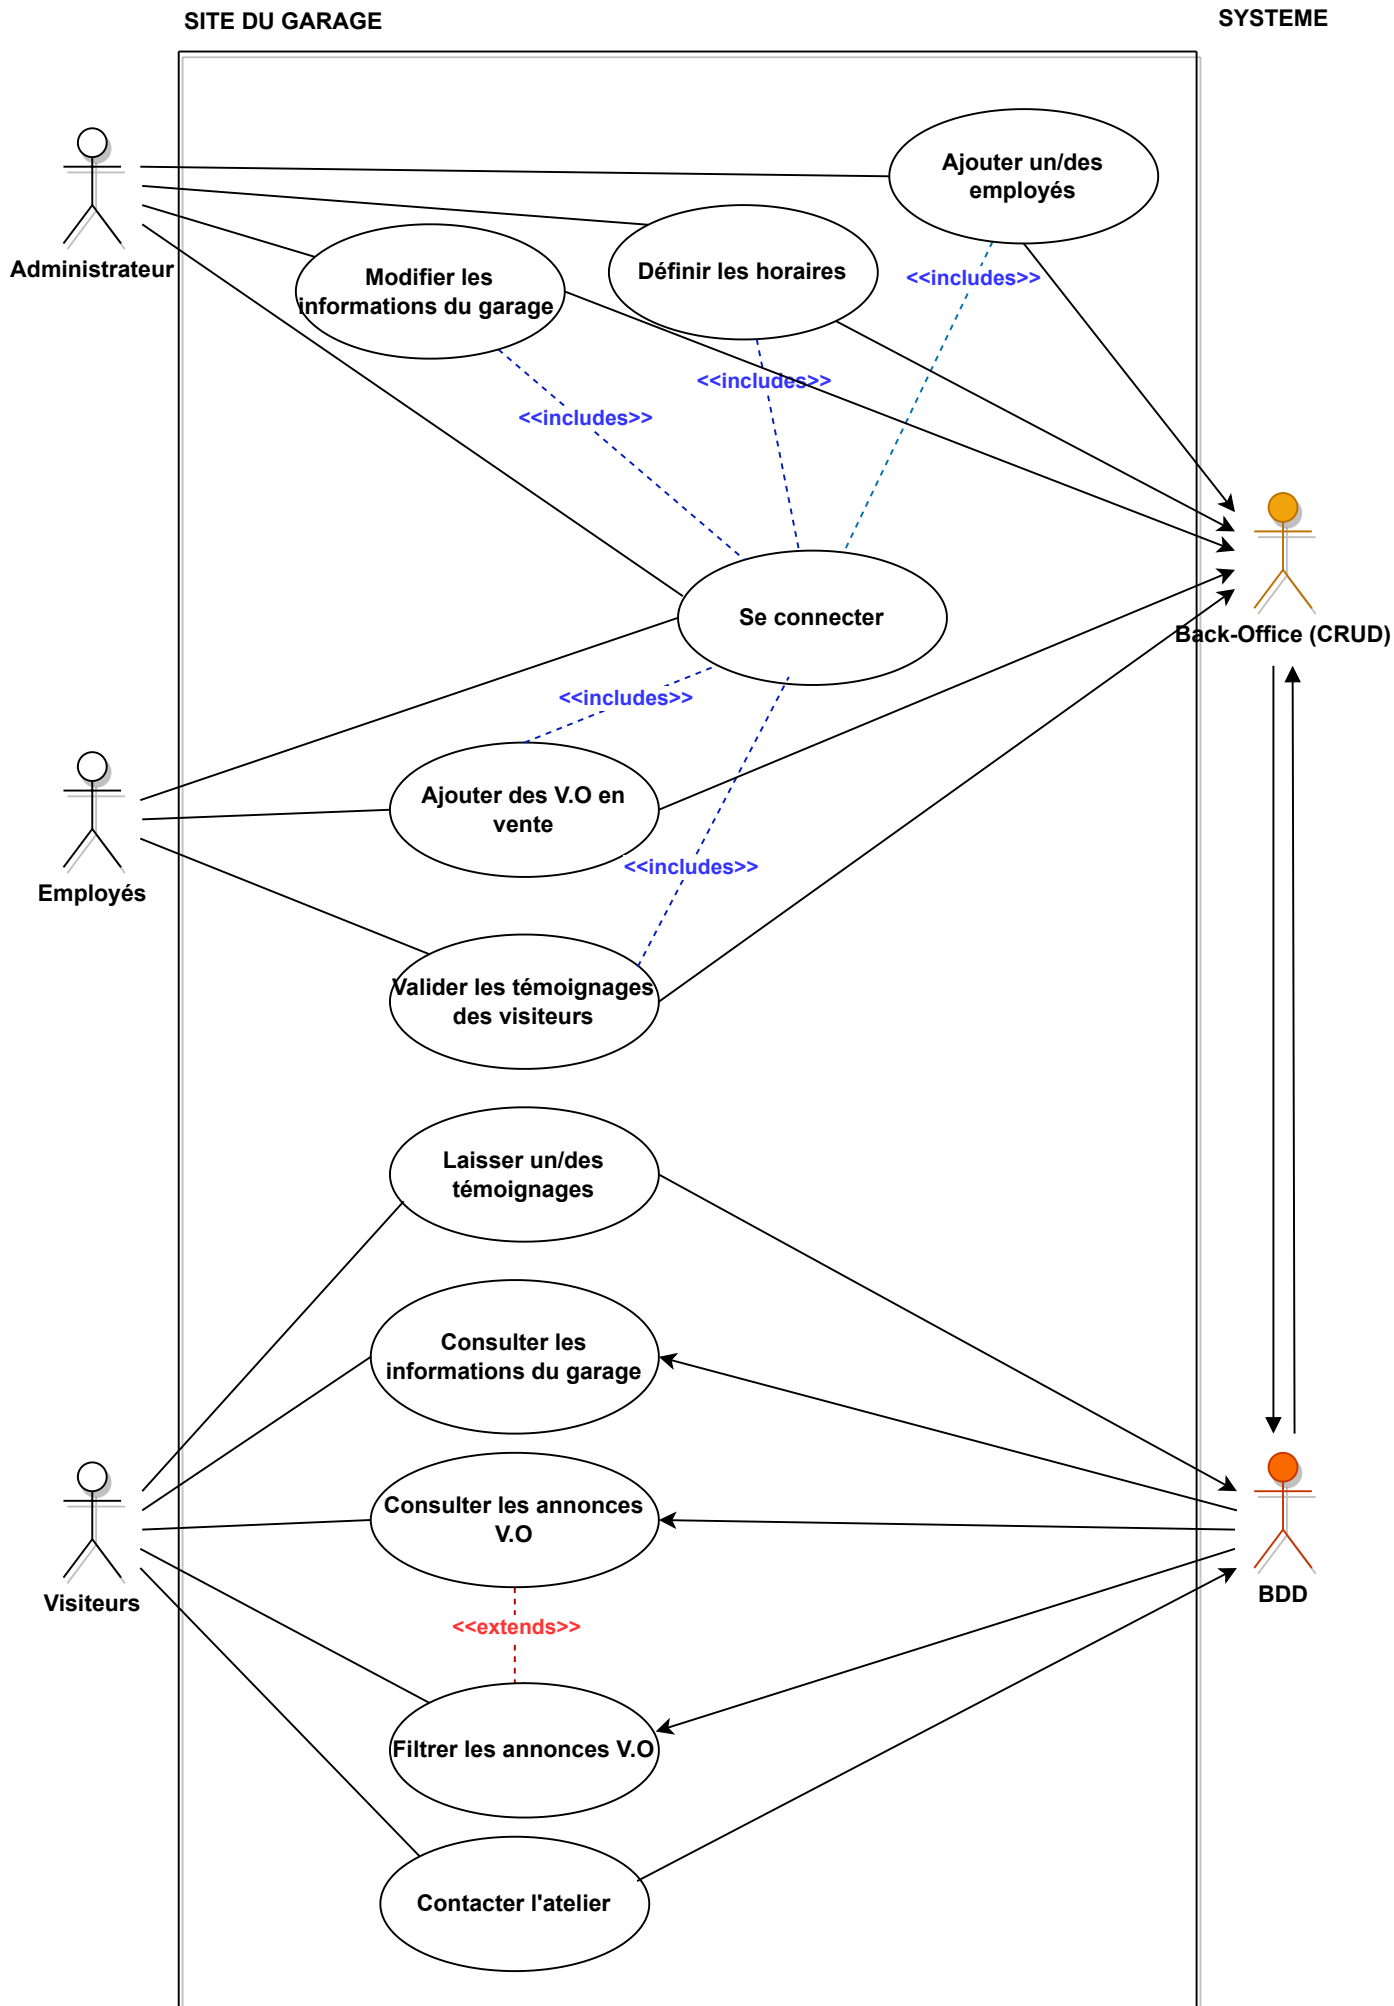 SITE DU GARAGE
SYSTEME
Ajouter un/des
employés
Administrateur
Modifier les
informations du garage
Définir les horaires
<<includes>>
<<includes>>
<<includes>>
Se connecter
Back-Office (CRUD)
<<includes>>
Ajouter des V.O en
vente
<<includes>>
Employés
Valider les témoignages
des visiteurs
Laisser un/des
témoignages
Consulter les
informations du garage
Consulter les annonces
V.O
Visiteurs
BDD
<<extends>>
Filtrer les annonces V.O
Contacter l'atelier